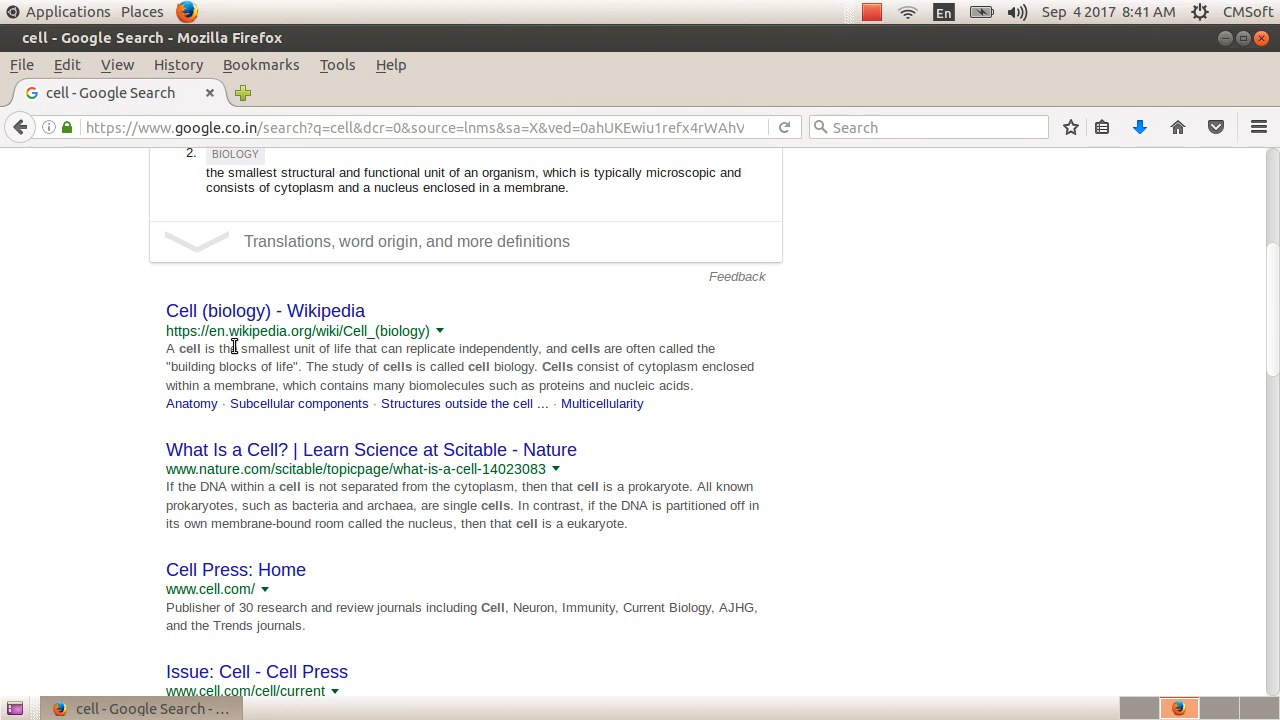 Applications Places En Sep 4 2017 8:41 AM CMSoft
cell - Google Search - Mozilla Firefox
File Edit View History Bookmarks Tools Help
cell - Google Search
https://www.google.co.in/search?q=cell&dcr=0&source=lnms&sa=X&ved=0ahUKEwiu1refx4rWAhV Search
2. BIOLOGY
the smallest structural and functional unit of an organism, which is typically microscopic and
consists of cytoplasm and a nucleus enclosed in a membrane.
Translations, word origin, and more definitions
Feedback
Cell (biology) - Wikipedia
https://en.wikipedia.org/wiki/Cell_(biology)
A cell is the smallest unit of life that can replicate independently, and cells are often called the
"building blocks of life". The study of cells is called cell biology. Cells consist of cytoplasm enclosed
within a membrane, which contains many biomolecules such as proteins and nucleic acids.
Anatomy · Subcellular components · Structures outside the cell ... · Multicellularity
What Is a Cell? | Learn Science at Scitable - Nature
www.nature.com/scitable/topicpage/what-is-a-cell-14023083
If the DNA within a cell is not separated from the cytoplasm, then that cell is a prokaryote. All known
prokaryotes, such as bacteria and archaea, are single cells. In contrast, if the DNA is partitioned off in
its own membrane-bound room called the nucleus, then that cell is a eukaryote.
Cell Press: Home
www.cell.com/
Publisher of 30 research and review journals including Cell, Neuron, Immunity, Current Biology, AJHG,
and the Trends journals.
Issue: Cell - Cell Press
www.cell.com/cell/current
cell - Google Search - ...